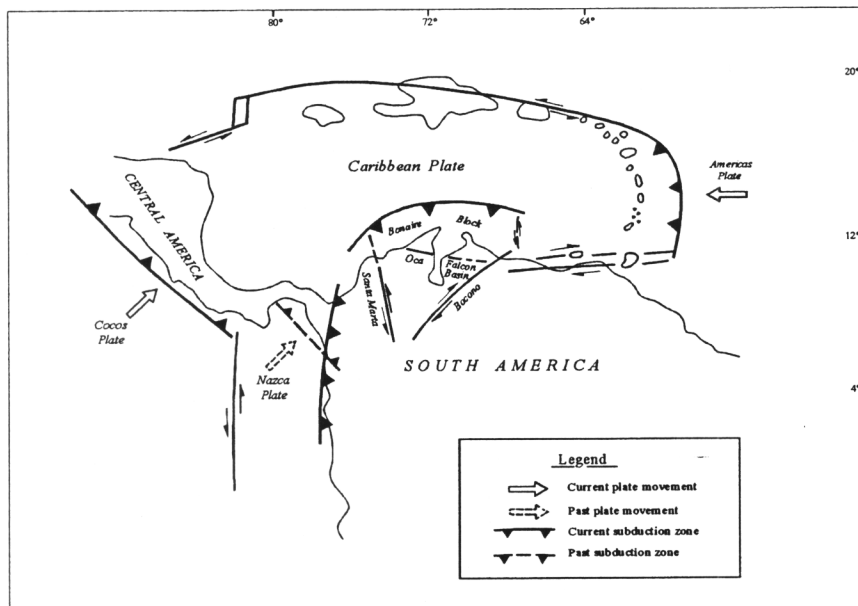 80°
72°
64°
20°
Caribbean Plate
Americas
Plate
CENTRAL
AMERICA
12°
Bonaire
Block
Oca
Falcon
Basin
Santa Marta
Bocono
Cocos
Plate
SOUTH AMERICA
Nazca
Plate
4°
Legend
Current plate movement
Past plate movement
Current subduction zone
Past subduction zone